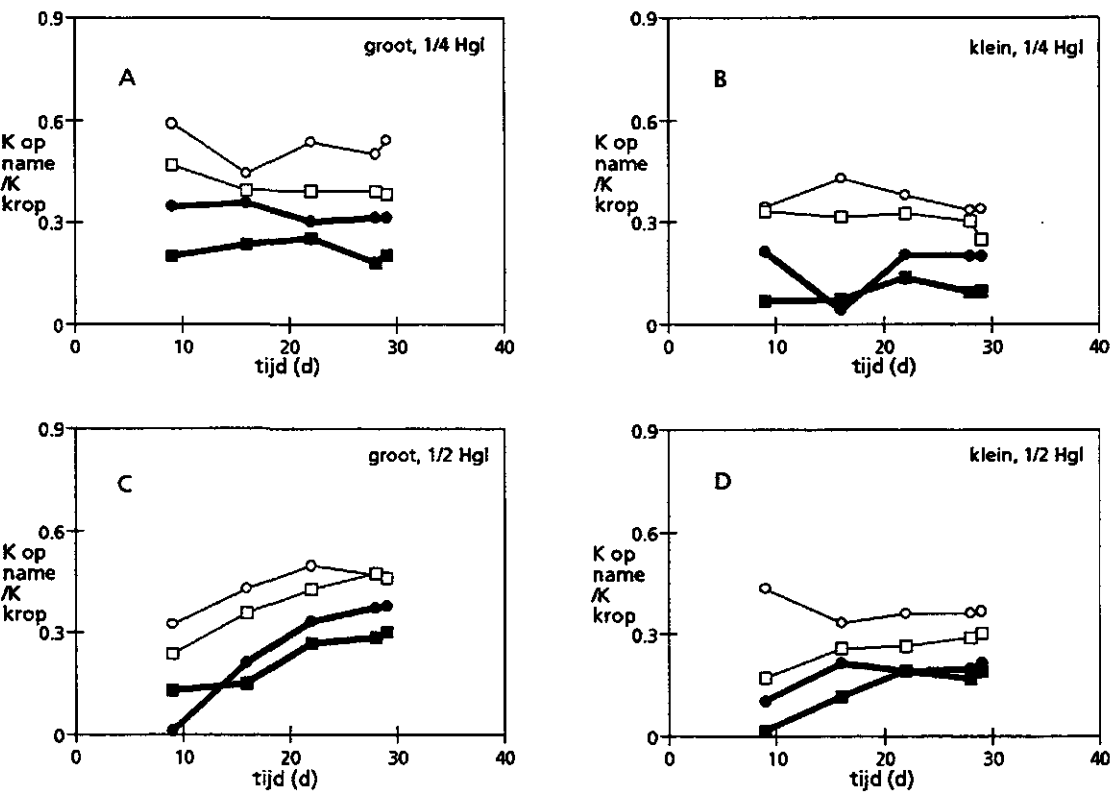 0.9
groot, 1/4 Hgl
A
0.6
K op
name
/K
krop
0.3
0
0 10 20 30 40
tijd (d)
0.9
klein, 1/4 Hgl
B
0.6
K op
name
/K
krop
0.3
0
0 10 20 30 40
tijd (d)
0.9
groot, 1/2 Hgl
C
0.6
K op
name
/K
krop
0.3
0
0 10 20 30 40
tijd (d)
0.9
klein, 1/2 Hgl
D
0.6
K op
name
/K
krop
0.3
0
0 10 20 30 40
tijd (d)